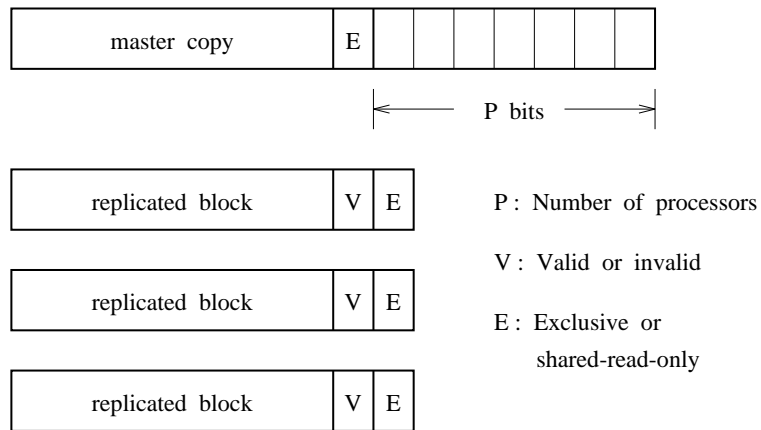 master copy E
P bits
replicated block V E
P : Number of processors
V : Valid or invalid
replicated block V E
E : Exclusive or
shared-read-only
replicated block V E